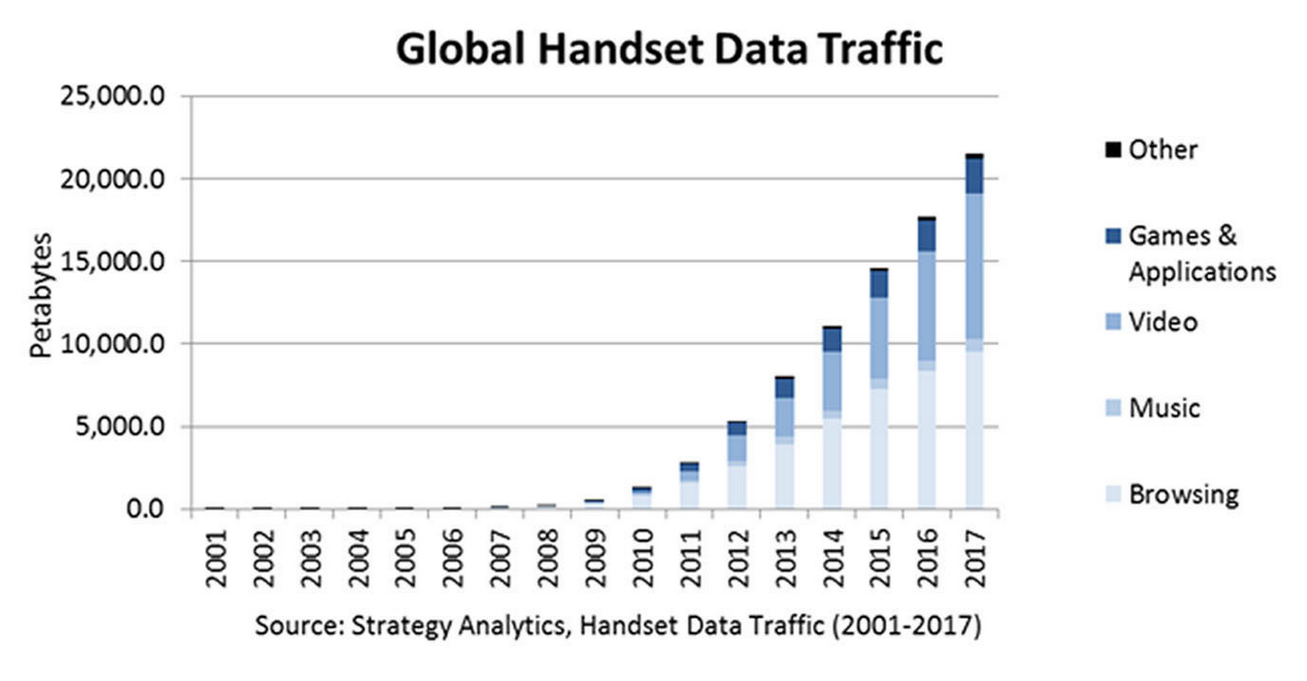 Global Handset Data Traffic
25,000.0
20,000.0
15,000.0
10,000.0
5,000.0
0.0
Petabytes
2001
2002
2003
2004
2005
2006
2007
2008
2009
2010
2011
2012
2013
2014
2015
2016
2017
Other
Games &
Applications
Video
Music
Browsing
Source: Strategy Analytics, Handset Data Traffic (2001-2017)